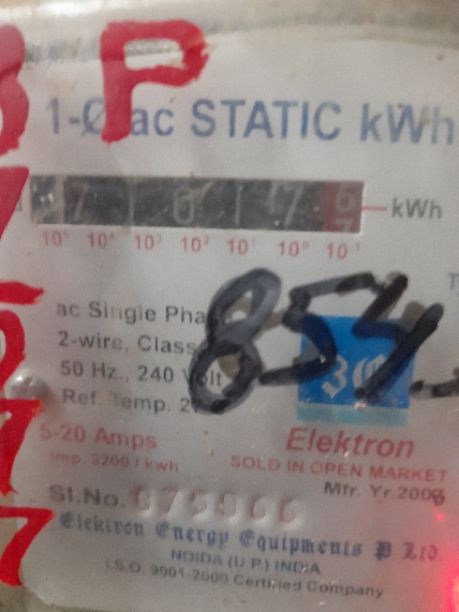 P
1-Ø ac STATIC kWh
kWh
10⁵ 10⁴ 10³ 10² 10¹ 10⁰ 10⁻¹
ac Single Pha
2-wire, Class
50 Hz., 240 Volt
Ref. Temp. 2
854
5-20 Amps
Imp. 3200 / kwh
Elektron
SOLD IN OPEN MARKET
Mfr. Yr.
Sl.No.
Elektron Energy Equipments P Ltd.
NOIDA (U.P.) INDIA
I.S.O. 9001-2000 Certified Company